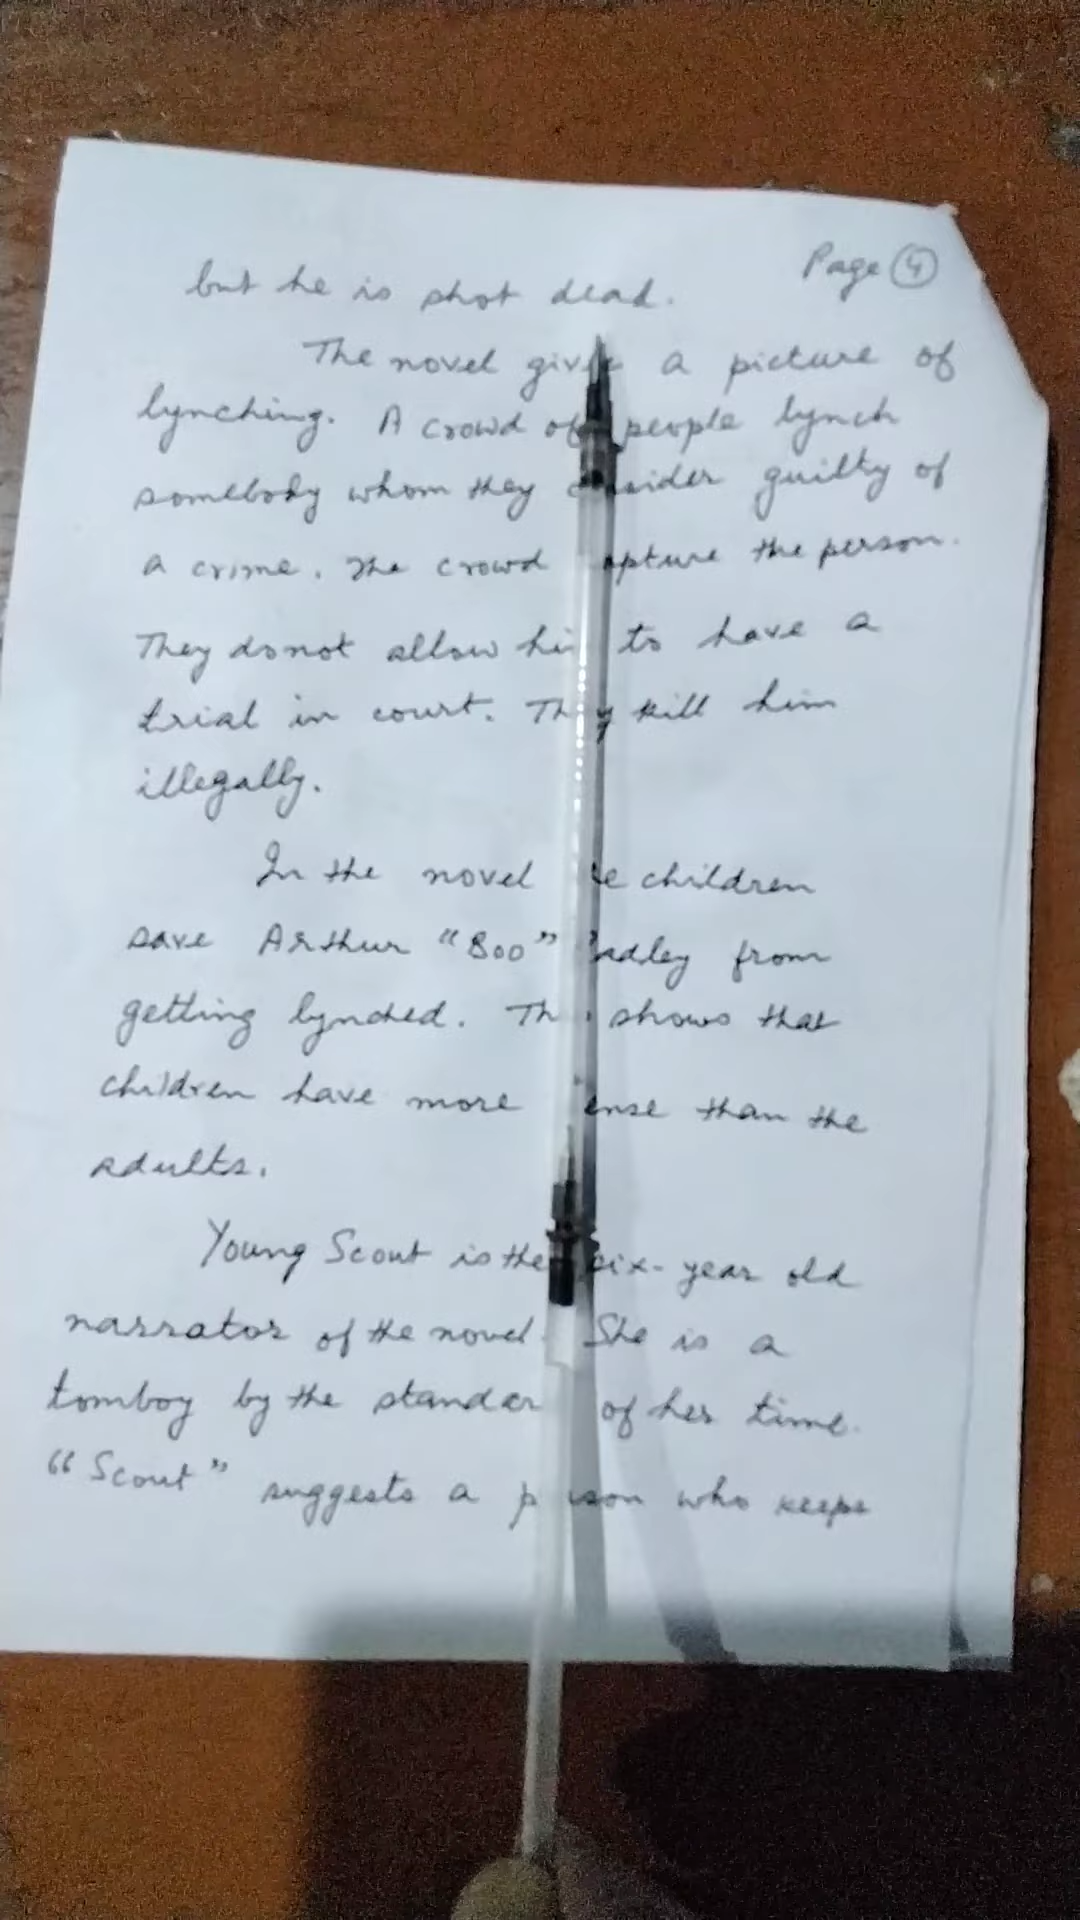 Page 4
but he is shot dead.
The novel gives a picture of
lynching. A crowd of people lynch
somebody whom they consider guilty of
a crime. The crowd capture the person.
They do not allow him to have a
trial in court. They kill him
illegally.
In the novel the children
save Arthur "Boo" Radley from
getting lynched. This shows that
children have more sense than the
adults.
Young Scout is the six-year old
narrator of the novel. She is a
tomboy by the of her time.
"Scout" suggests a person who keeps